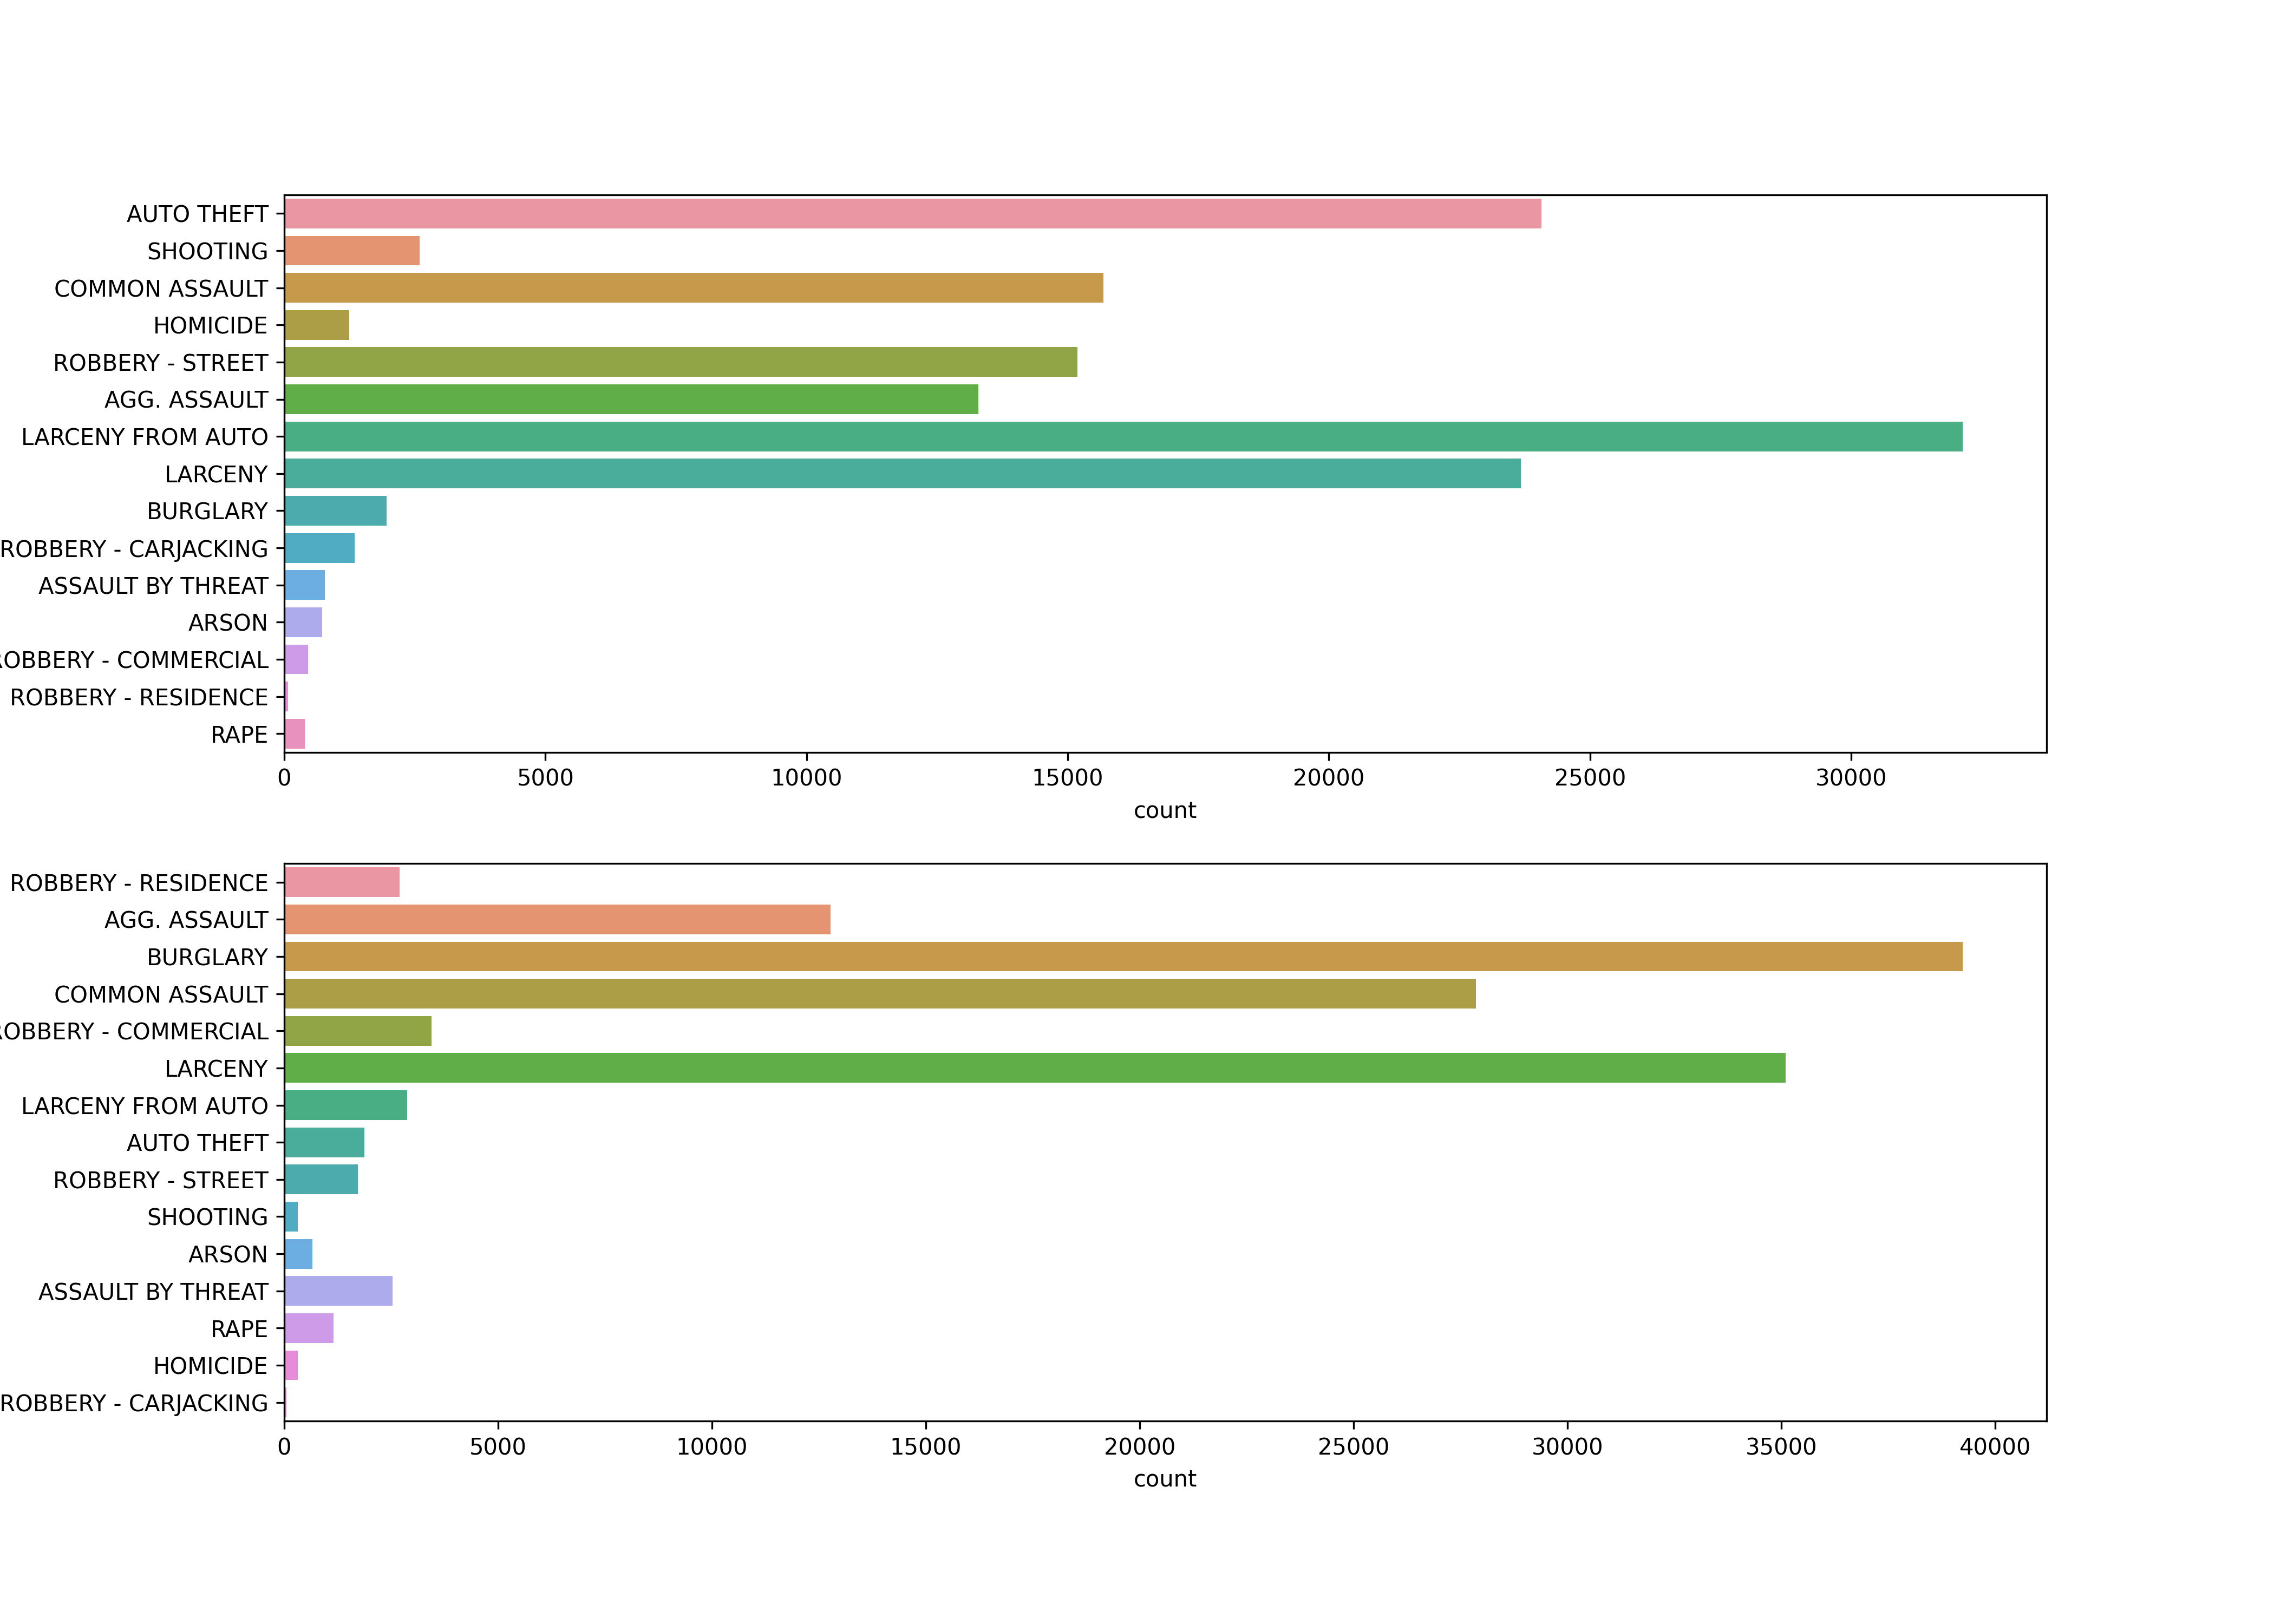 AUTO THEFT
SHOOTING
COMMON ASSAULT
HOMICIDE
ROBBERY - STREET
AGG. ASSAULT
LARCENY FROM AUTO
LARCENY
BURGLARY
ROBBERY - CARJACKING
ASSAULT BY THREAT
ARSON
OBBERY - COMMERCIAL
ROBBERY - RESIDENCE
RAPE
0 5000 10000 15000 20000 25000 30000
count
ROBBERY - RESIDENCE
AGG. ASSAULT
BURGLARY
COMMON ASSAULT
OBBERY - COMMERCIAL
LARCENY
LARCENY FROM AUTO
AUTO THEFT
ROBBERY - STREET
SHOOTING
ARSON
ASSAULT BY THREAT
RAPE
HOMICIDE
ROBBERY - CARJACKING
0 5000 10000 15000 20000 25000 30000 35000 40000
count